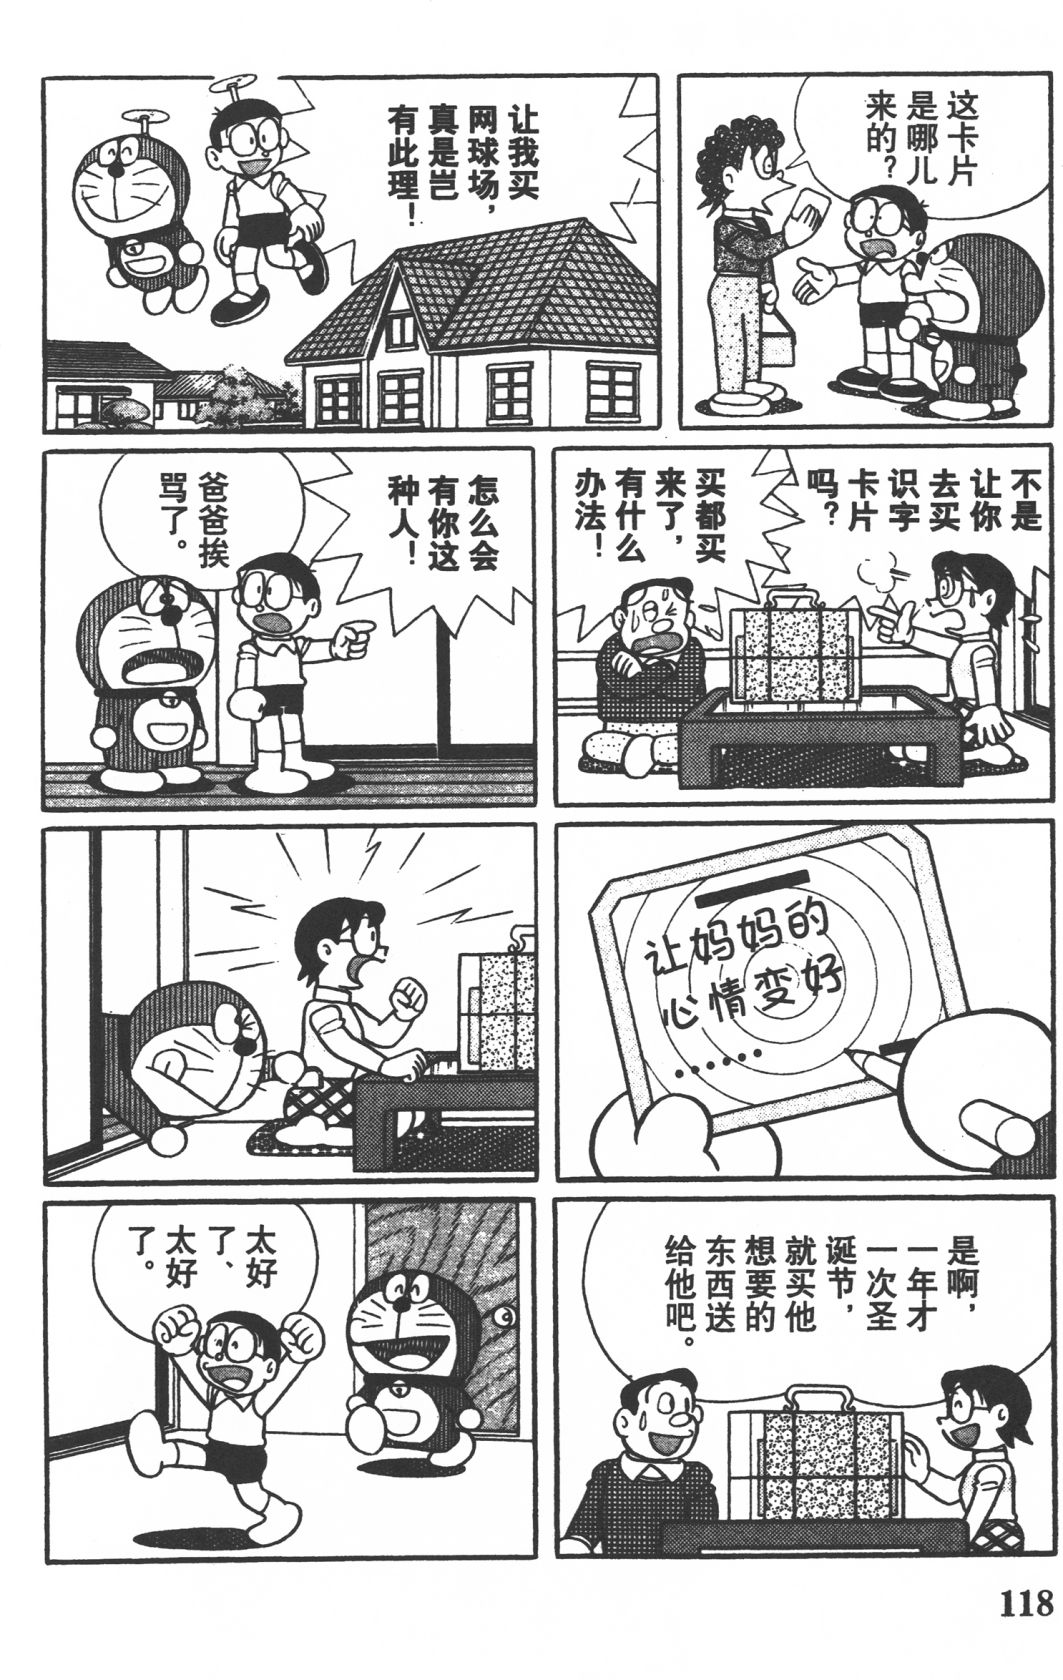 这卡片
是哪儿
来的?
让我买
网球场，
真是岂
有此理！
不是
让你
去买
识字
卡片
吗?
买都买
来了，
有什么
办法！
怎么会
有你这
种人！
爸爸挨
骂了。
让妈妈的
心情变好
······
是啊，
一年才
一次圣
诞节，
就买他
想要的
东西送
给他吧。
太好
了、
太好
了。
118